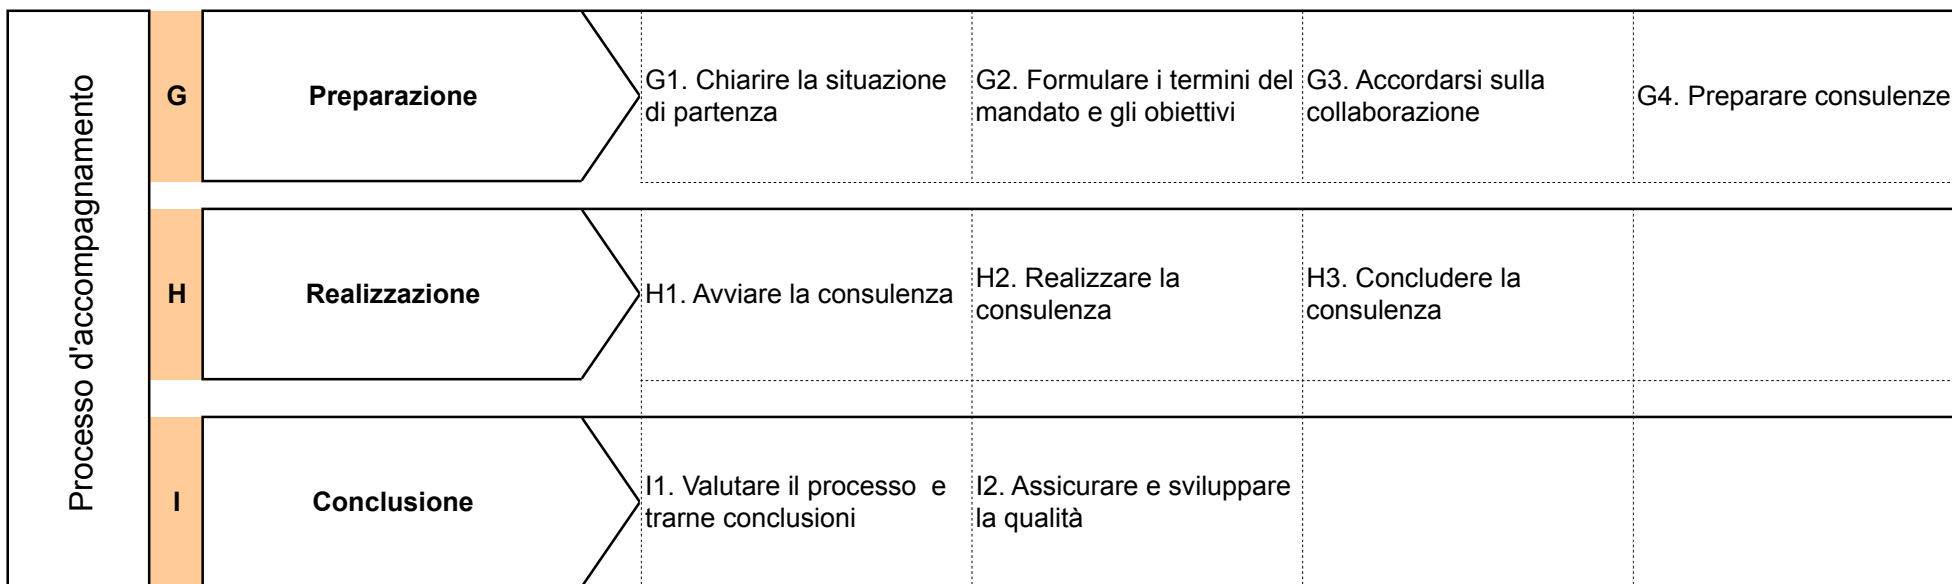 Processo d'accompagnamento
G
Preparazione
G1. Chiarire la situazione
di partenza
G2. Formulare i termini del
mandato e gli obiettivi
G3. Accordarsi sulla
collaborazione
G4. Preparare consulenze
H
Realizzazione
H1. Avviare la consulenza
H2. Realizzare la
consulenza
H3. Concludere la
consulenza
I
Conclusione
I1. Valutare il processo  e
trarne conclusioni
I2. Assicurare e sviluppare
la qualità